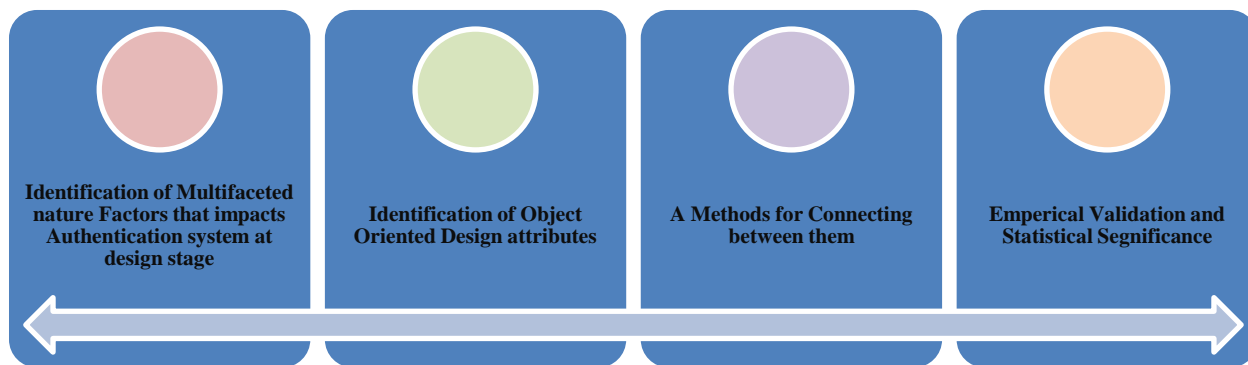 Identification of Multifaceted
nature Factors that impacts
Authentication system at
design stage
Identification of Object
Oriented Design attributes
A Methods for Connecting
between them
Emperical Validation and
Statistical Segnificance